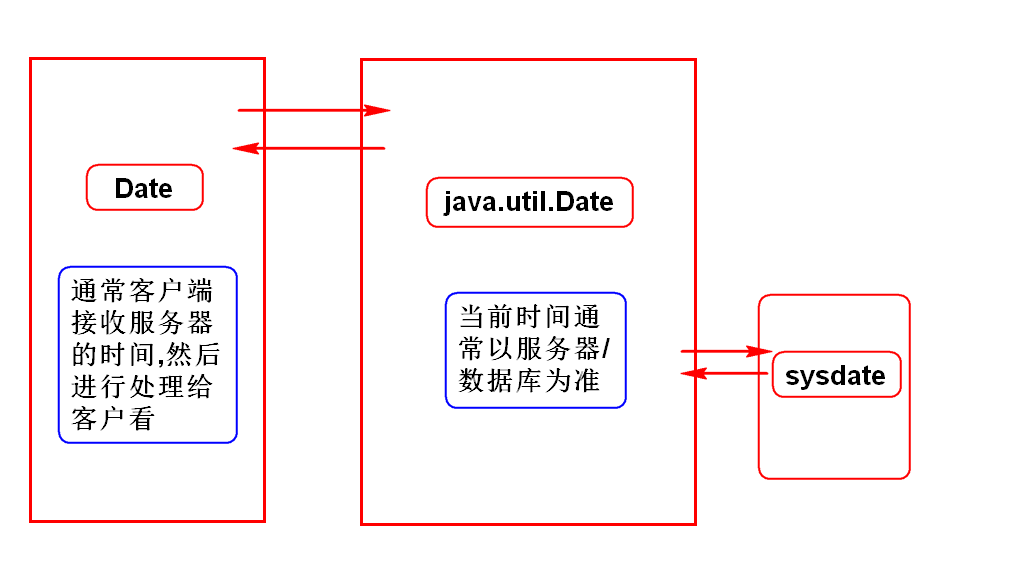 Date
通常客户端
接收服务器
的时间,然后
进行处理给
客户看
java.util.Date
当前时间通
常以服务器/
数据库为准
sysdate